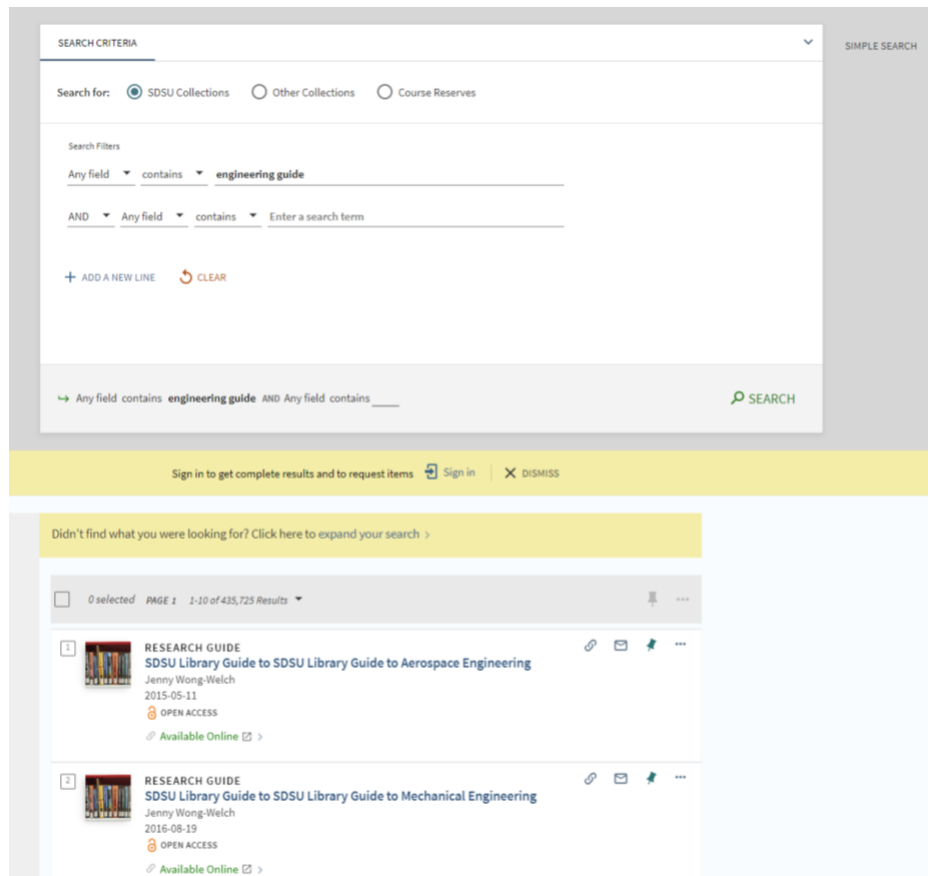 SEARCH CRITERIA
SIMPLE SEARCH
Search for: SDSU Collections Other Collections Course Reserves
Search Filters
Any field contains engineering guide
AND Any field contains Enter a search term
+ ADD A NEW LINE CLEAR
Any field contains engineering guide AND Any field contains ____
SEARCH
Sign in to get complete results and to request items Sign in DISMISS
Didn't find what you were looking for? Click here to expand your search >
0 selected PAGE 1 1-10 of 435,725 Results
1
RESEARCH GUIDE
SDSU Library Guide to SDSU Library Guide to Aerospace Engineering
Jenny Wong-Welch
2015-05-11
OPEN ACCESS
Available Online >
2
RESEARCH GUIDE
SDSU Library Guide to SDSU Library Guide to Mechanical Engineering
Jenny Wong-Welch
2016-08-19
OPEN ACCESS
Available Online >